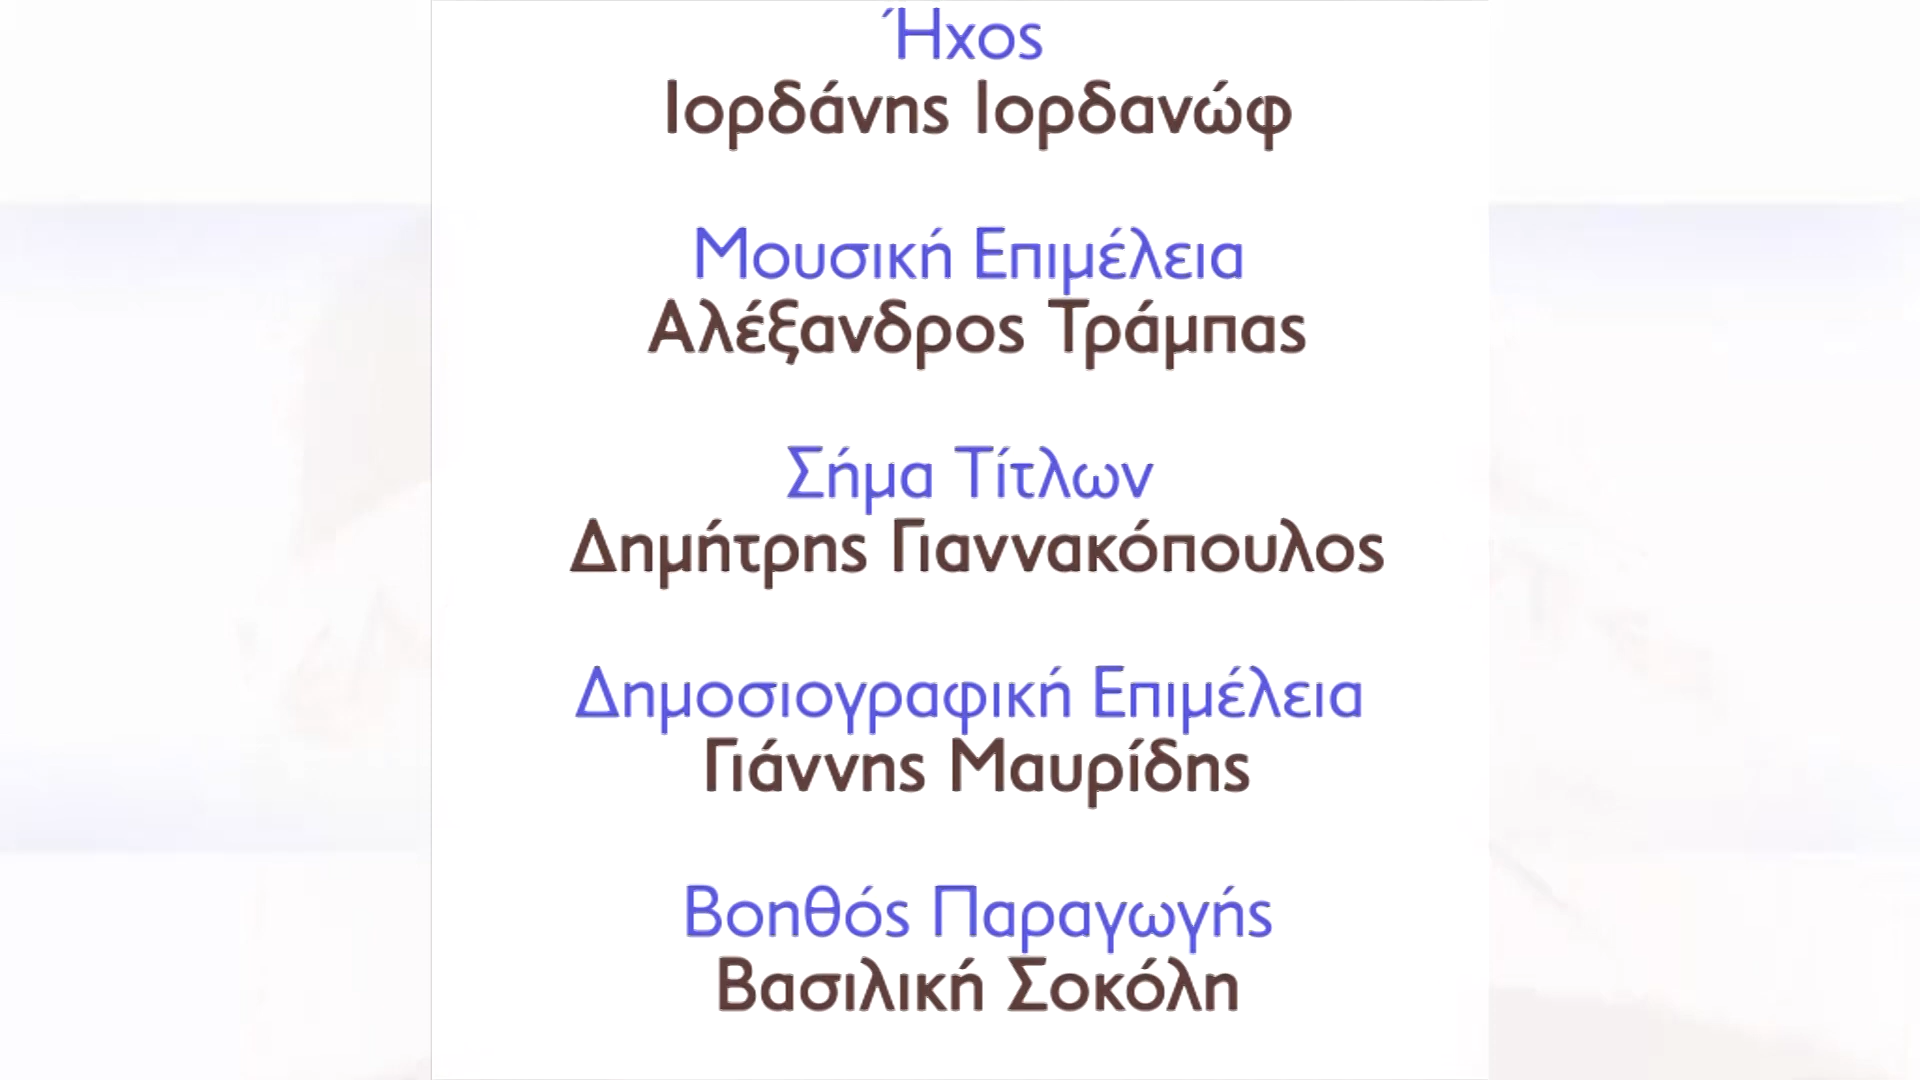 Ήχος
Ιορδάνης Ιορδανώφ
Μουσική Επιμέλεια
Αλέξανδρος Τράμπας
Σήμα Τίτλων
Δημήτρης Γιαννακόπουλος
Δημοσιογραφική Επιμέλεια
Γιάννης Μαυρίδης
Βοηθός Παραγωγής
Βασιλική Σοκόλη